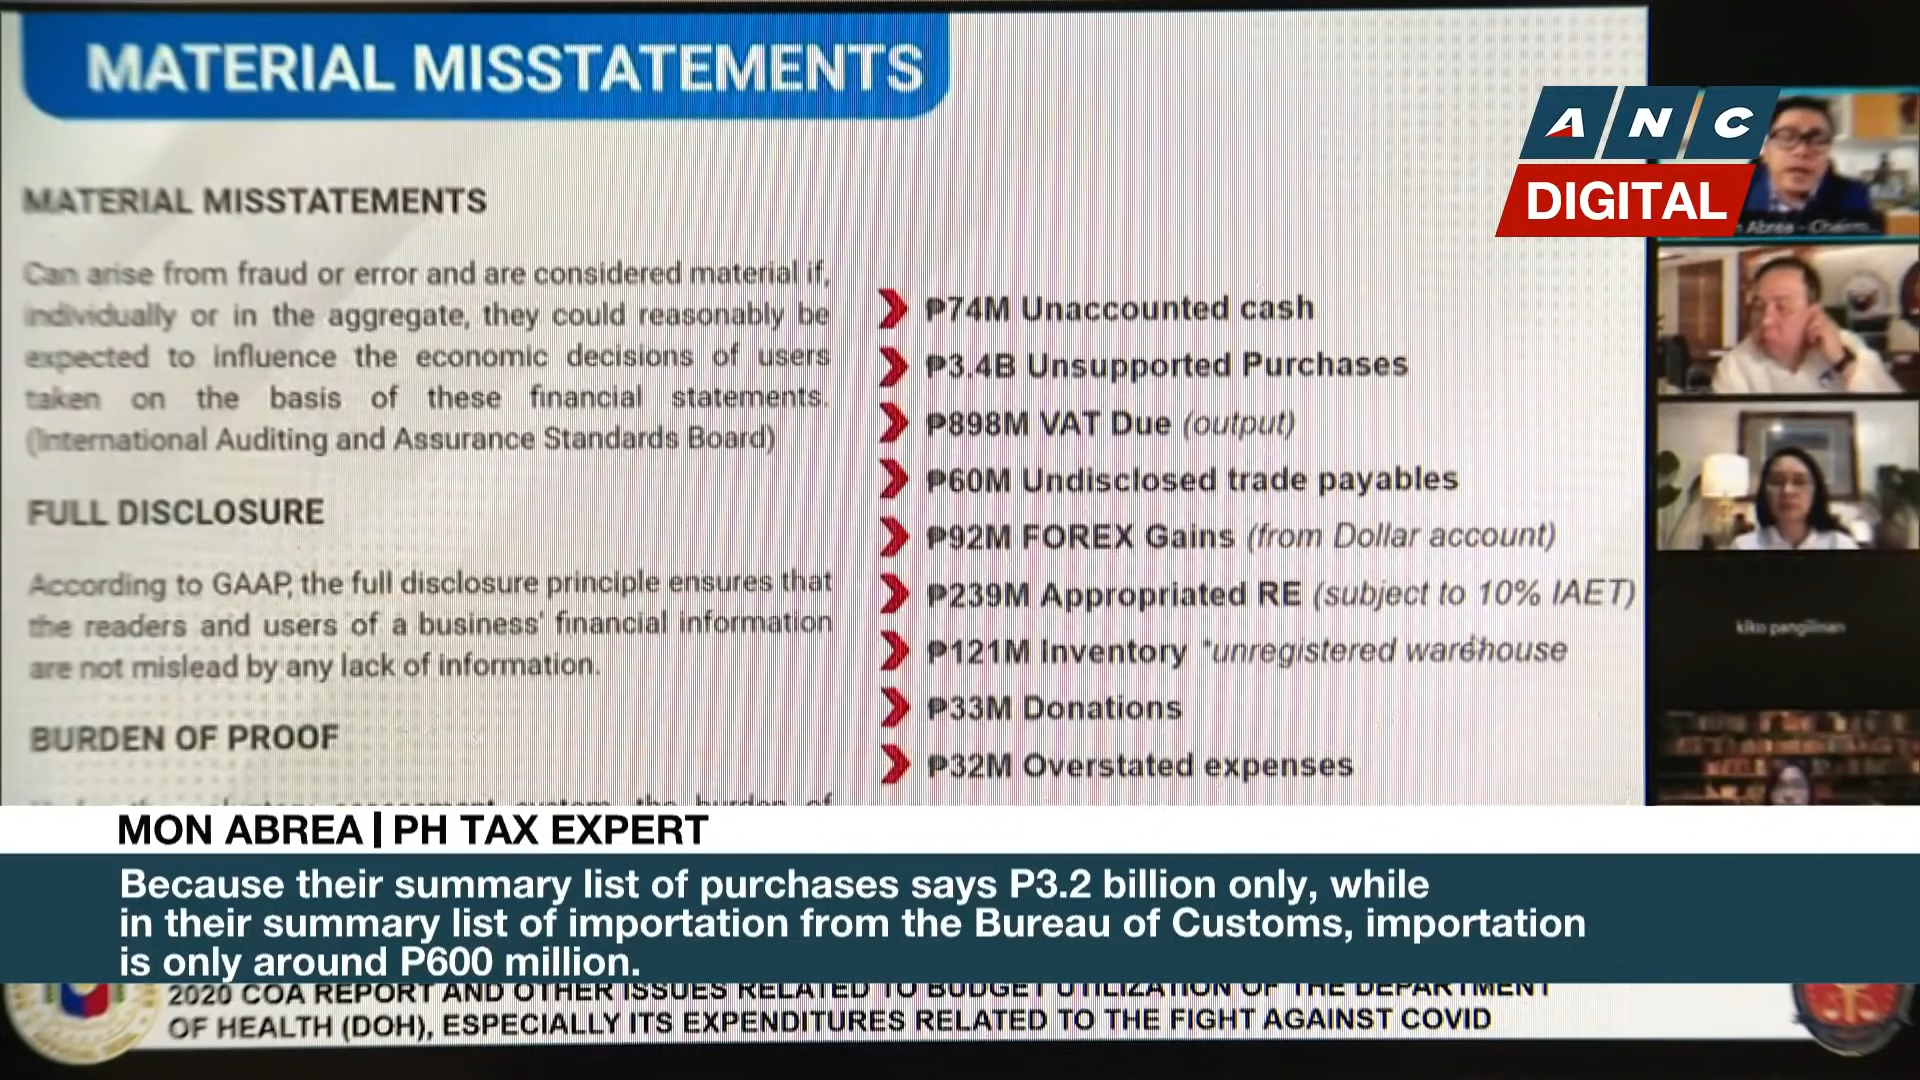 MATERIAL MISSTATEMENTS
ANC
DIGITAL
Abrea - Chairm
MATERIAL MISSTATEMENTS
Can arise from fraud or error and are considered material if,
individually or in the aggregate, they could reasonably be
expected to influence the economic decisions of users
taken on the basis of these financial statements.
(International Auditing and Assurance Standards Board)
FULL DISCLOSURE
According to GAAP, the full disclosure principle ensures that
the readers and users of a business' financial information
are not mislead by any lack of information.
BURDEN OF PROOF
₱74M Unaccounted cash
₱3.4B Unsupported Purchases
₱898M VAT Due (output)
₱60M Undisclosed trade payables
₱92M FOREX Gains (from Dollar account)
₱239M Appropriated RE (subject to 10% IAET)
₱121M Inventory *unregistered warehouse
₱33M Donations
₱32M Overstated expenses
kiko pangilinan
MON ABREA | PH TAX EXPERT
Because their summary list of purchases says P3.2 billion only, while
in their summary list of importation from the Bureau of Customs, importation
is only around P600 million.
2020 COA REPORT AND OTHER ISSUES RELATED TO BUDGET UTILIZATION OF THE DEPARTMENT
OF HEALTH (DOH), ESPECIALLY ITS EXPENDITURES RELATED TO THE FIGHT AGAINST COVID